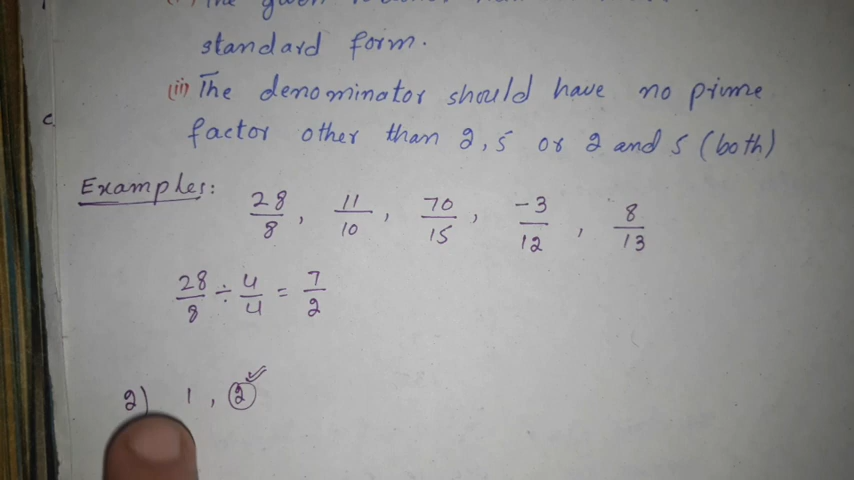 standard form.
(ii) The denominator should have no prime
factor other than 2, 5 or 2 and 5 (both)
Examples:
28/8, 11/10, 70/15, -3/12, 8/13
28/8 ÷ 4/4 = 7/2
2) 1, 2 ✓